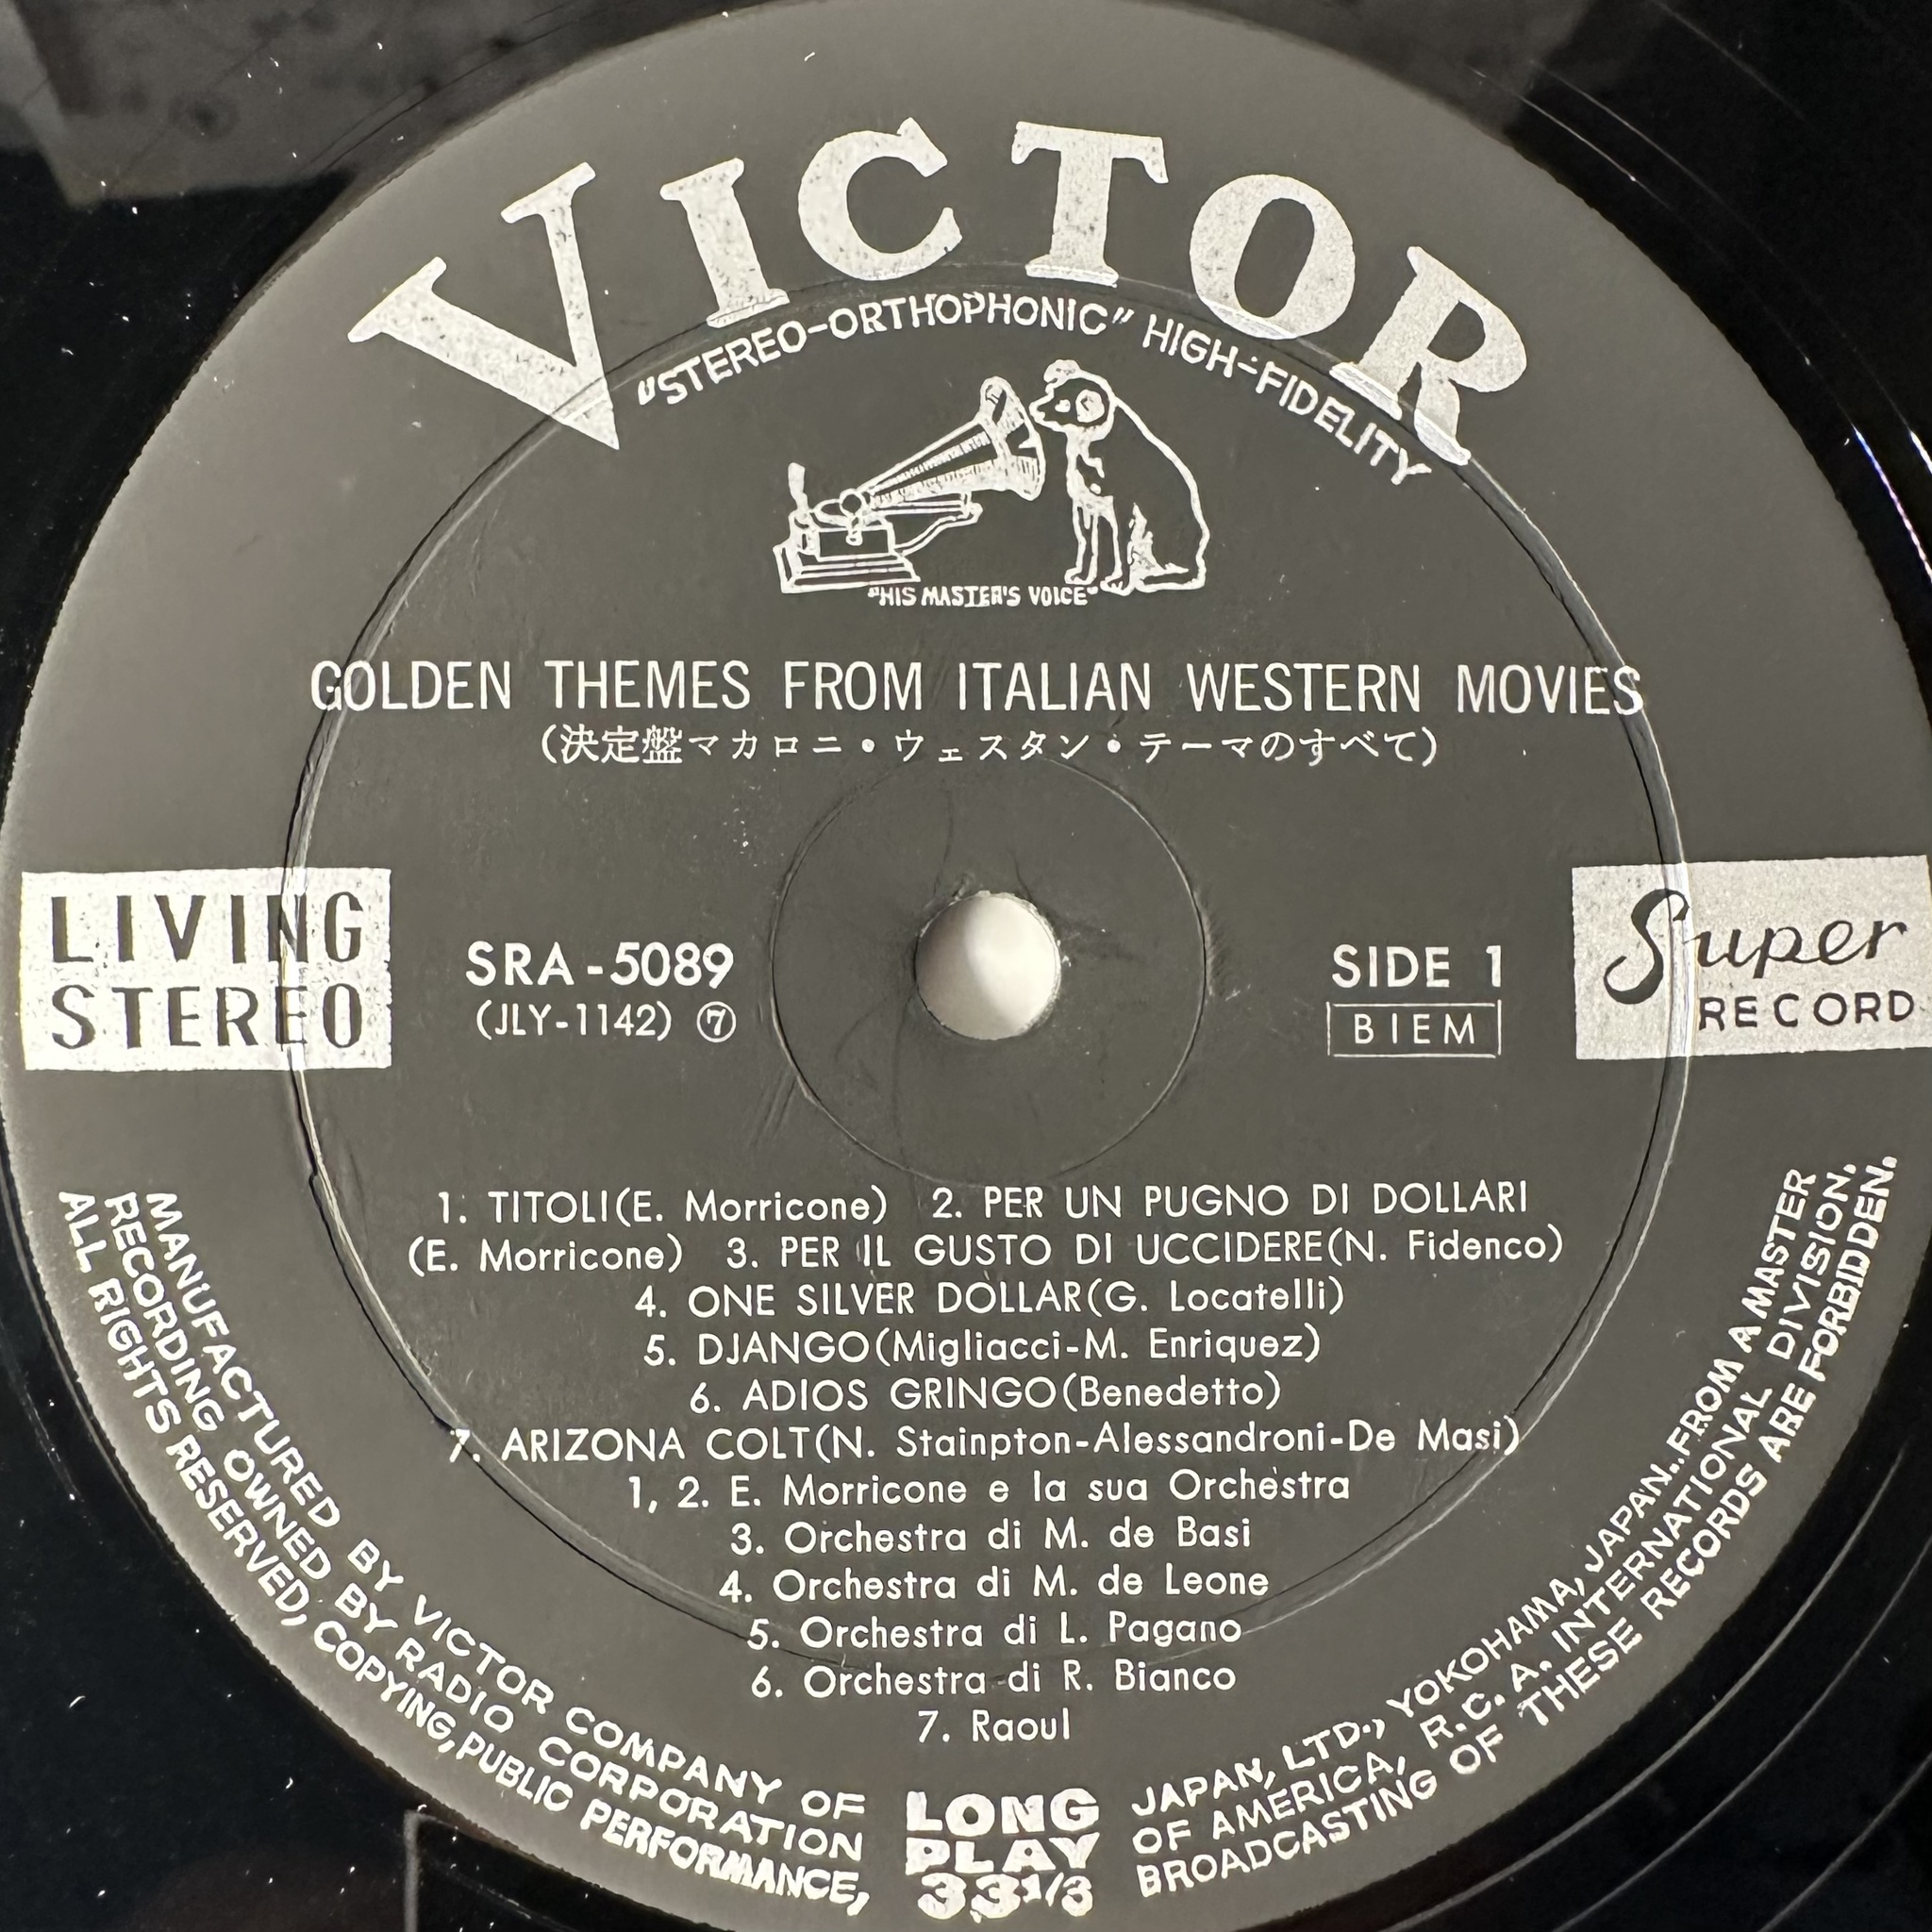 VICTOR
"STEREO-ORTHOPHONIC" HIGH-FIDELITY
"HIS MASTER'S VOICE"
GOLDEN THEMES FROM ITALIAN WESTERN MOVIES
(決定盤マカロニ・ウェスタン・テーマのすべて)
LIVING
STEREO
SRA-5089
(JLY-1142) ⑦
SIDE 1
BIEM
Super
RECORD
1. TITOLI(E. Morricone) 2. PER UN PUGNO DI DOLLARI
(E. Morricone) 3. PER IL GUSTO DI UCCIDERE(N. Fidenco)
4. ONE SILVER DOLLAR(G. Locatelli)
5. DJANGO(Migliacci-M. Enriquez)
6. ADIOS GRINGO(Benedetto)
7. ARIZONA COLT(N. Stainpton-Alessandroni-De Masi)
1, 2. E. Morricone e la sua Orchestra
3. Orchestra di M. de Basi
4. Orchestra di M. de Leone
5. Orchestra di L. Pagano
6. Orchestra di R. Bianco
7. Raoul
MANUFACTURED BY VICTOR COMPANY OF JAPAN, LTD., YOKOHAMA, JAPAN..FROM A MASTER
RECORDING OWNED BY RADIO CORPORATION OF AMERICA, R.C.A. INTERNATIONAL DIVISION.
ALL RIGHTS RESERVED, COPYING, PUBLIC PERFORMANCE, BROADCASTING OF THESE RECORDS ARE FORBIDDEN.
LONG
PLAY
33 1/3